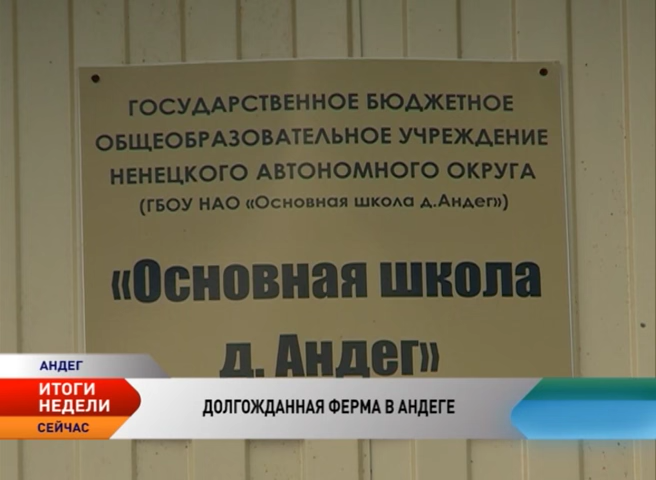 ГОСУДАРСТВЕННОЕ БЮДЖЕТНОЕ
ОБЩЕОБРАЗОВАТЕЛЬНОЕ УЧРЕЖДЕНИЕ
НЕНЕЦКОГО АВТОНОМНОГО ОКРУГА
(ГБОУ НАО «Основная школа д.Андег»)
«Основная школа
д. Андег»
АНДЕГ
ИТОГИ
НЕДЕЛИ
СЕЙЧАС
ДОЛГОЖДАННАЯ ФЕРМА В АНДЕГЕ